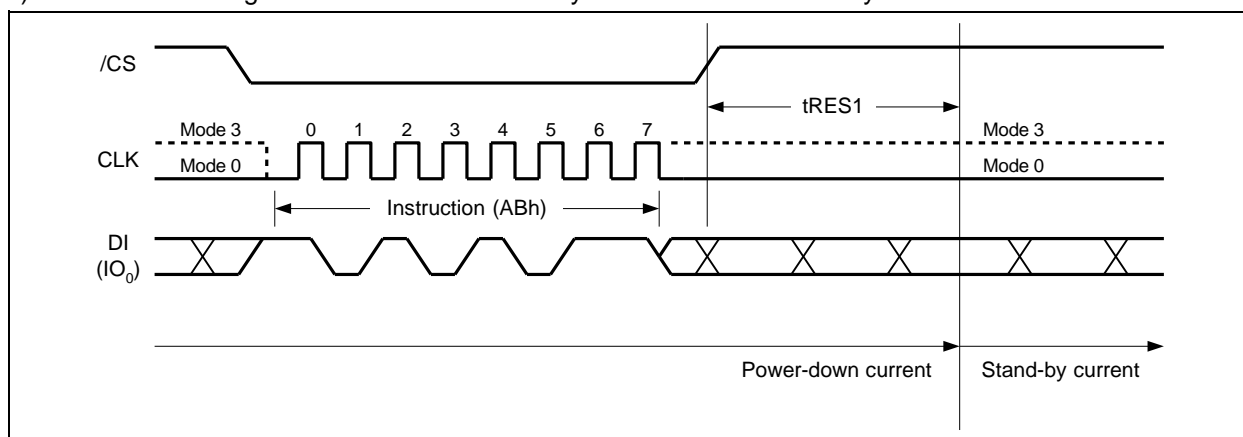 /CS
tRES1
Mode 3 0 1 2 3 4 5 6 7 Mode 3
CLK
Mode 0 Mode 0
Instruction (ABh)
DI
(IO₀)
Power-down current Stand-by current